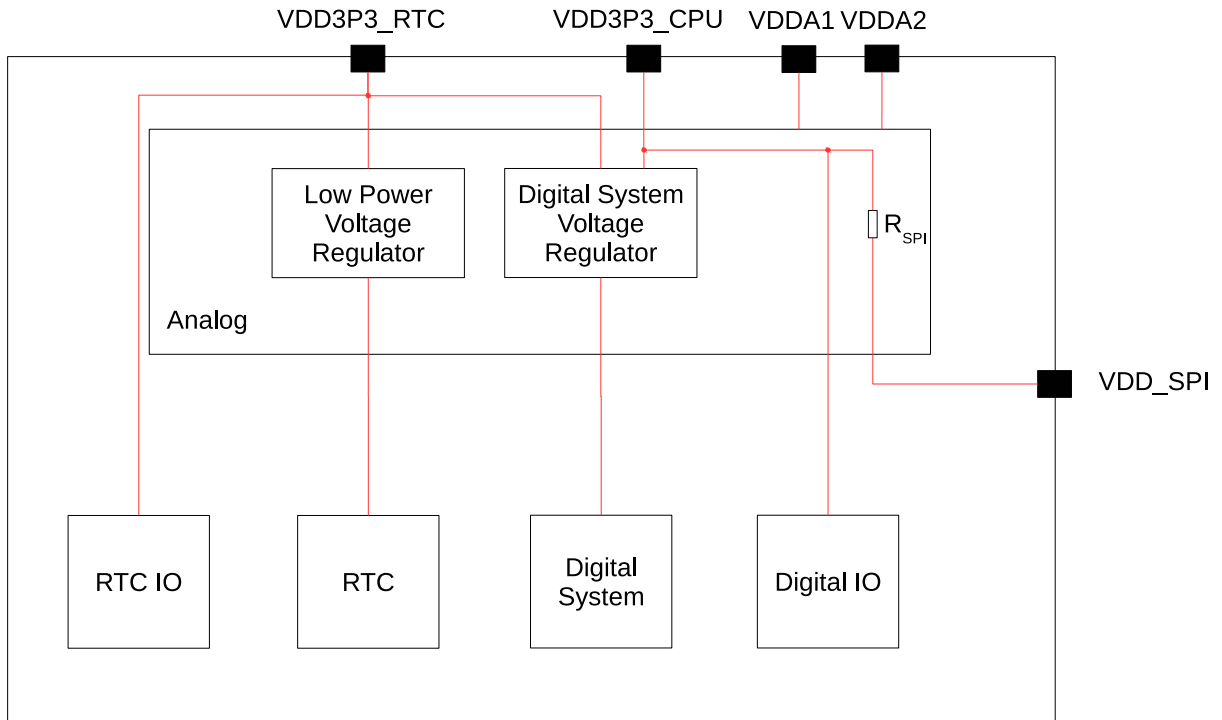 VDD3P3_RTC
VDD3P3_CPU
VDDA1
VDDA2
Low Power
Voltage
Regulator
Digital System
Voltage
Regulator
RSPI
Analog
VDD_SPI
RTC IO
RTC
Digital
System
Digital IO